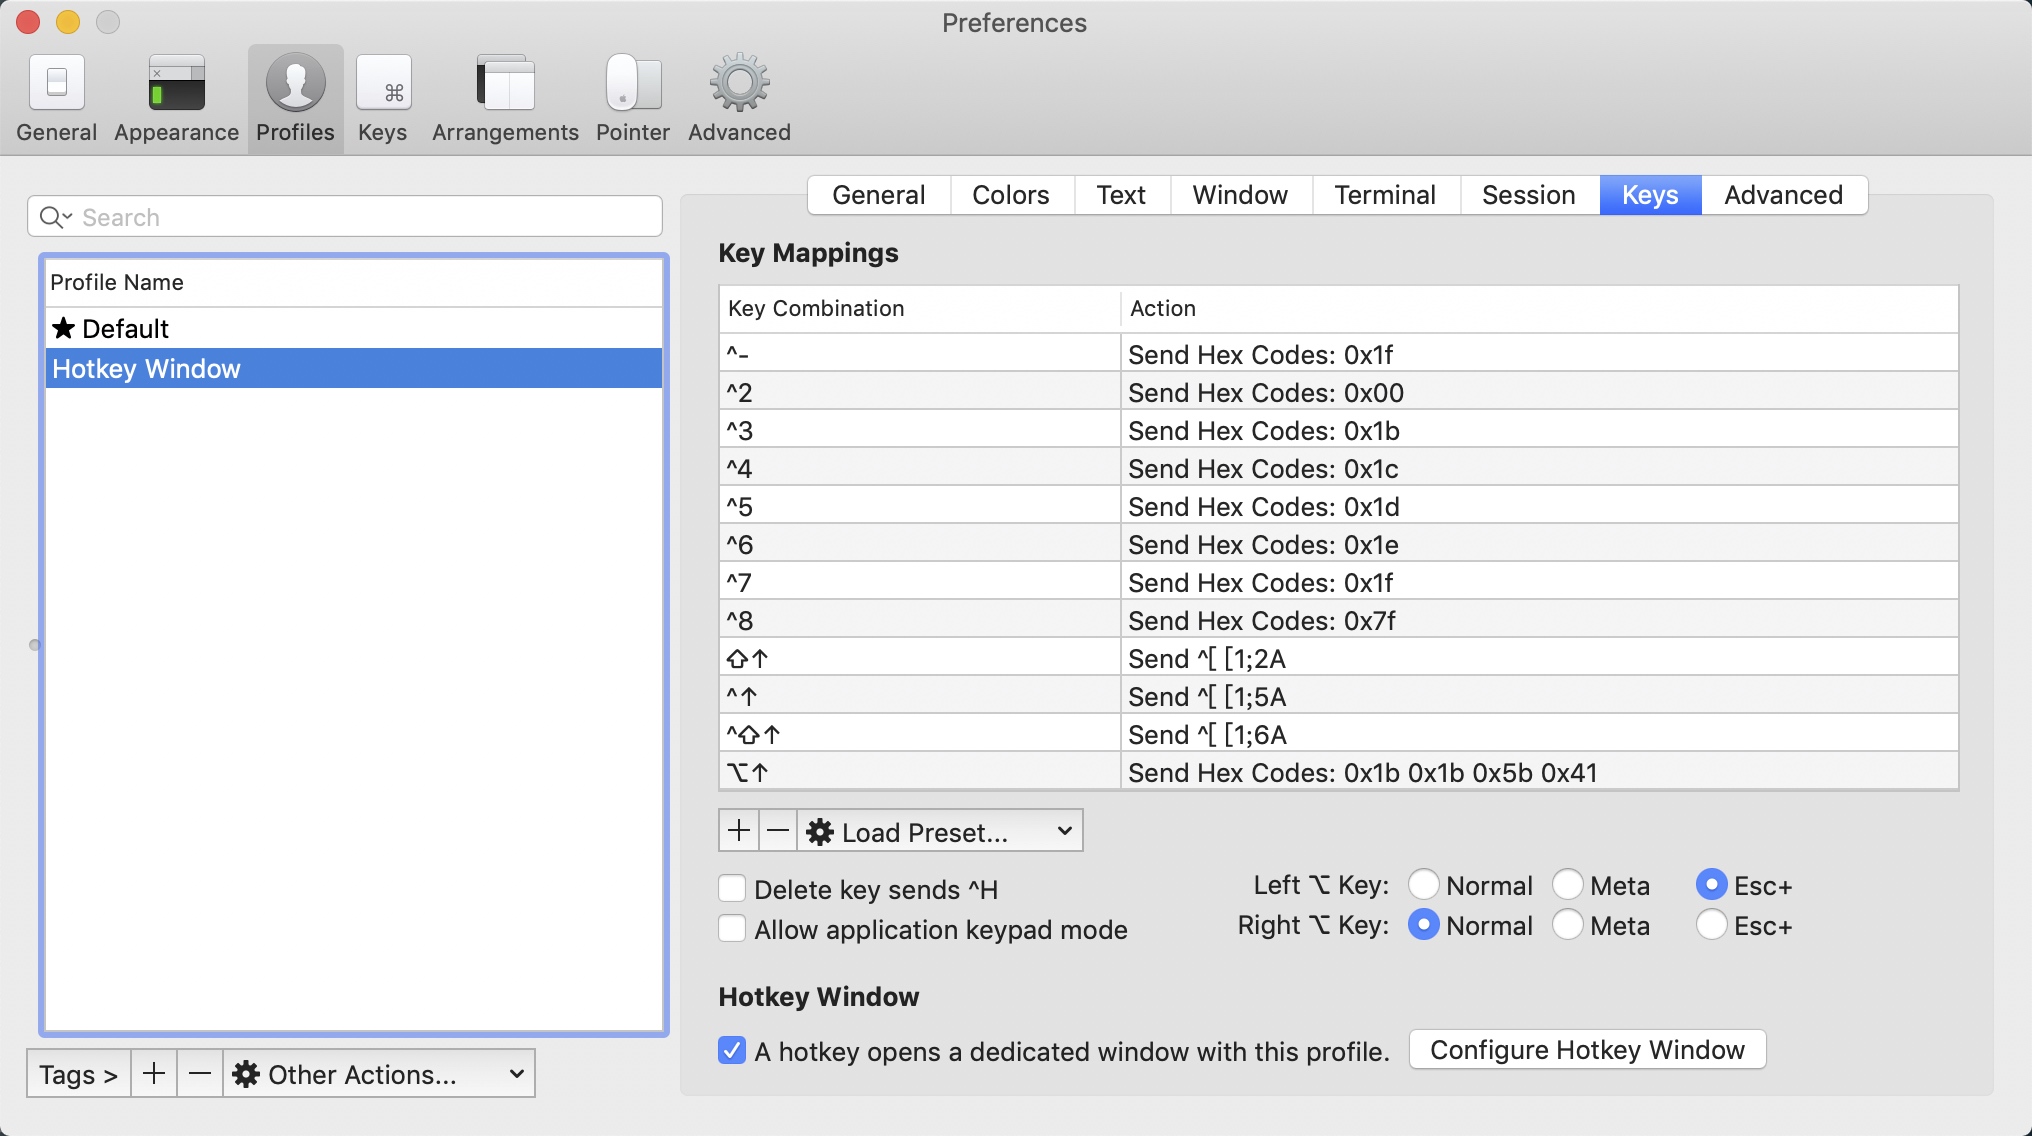 Preferences
General Appearance Profiles Keys Arrangements Pointer Advanced
Search
Profile Name
★ Default
Hotkey Window
Tags > + — Other Actions...
General Colors Text Window Terminal Session Keys Advanced
Key Mappings
Key Combination Action
^- Send Hex Codes: 0x1f
^2 Send Hex Codes: 0x00
^3 Send Hex Codes: 0x1b
^4 Send Hex Codes: 0x1c
^5 Send Hex Codes: 0x1d
^6 Send Hex Codes: 0x1e
^7 Send Hex Codes: 0x1f
^8 Send Hex Codes: 0x7f
⇧↑ Send ^[ [1;2A
^↑ Send ^[ [1;5A
^⇧↑ Send ^[ [1;6A
⌥↑ Send Hex Codes: 0x1b 0x1b 0x5b 0x41
+ — Load Preset...
Delete key sends ^H
Allow application keypad mode
Left ⌥ Key: Normal Meta Esc+
Right ⌥ Key: Normal Meta Esc+
Hotkey Window
A hotkey opens a dedicated window with this profile. Configure Hotkey Window